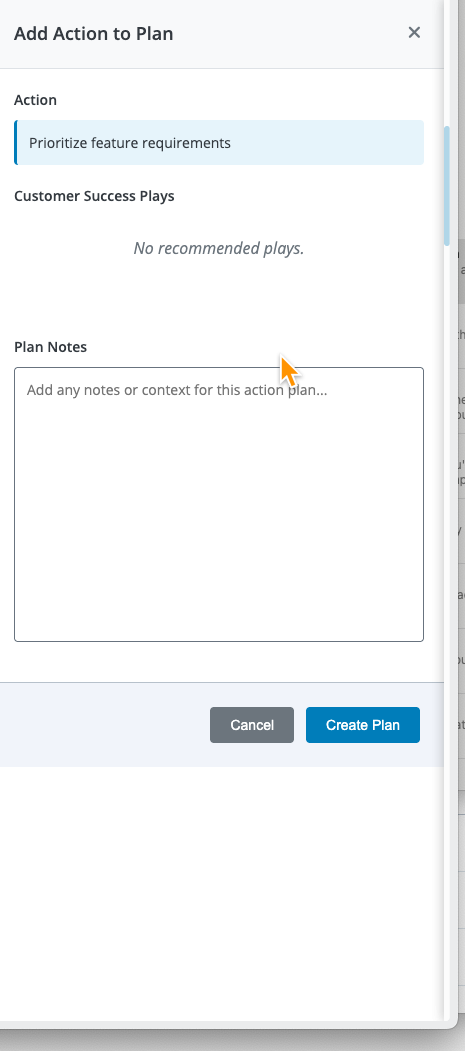 Add Action to Plan
Action
Prioritize feature requirements
Customer Success Plays
No recommended plays.
Plan Notes
Add any notes or context for this action plan...
Cancel
Create Plan